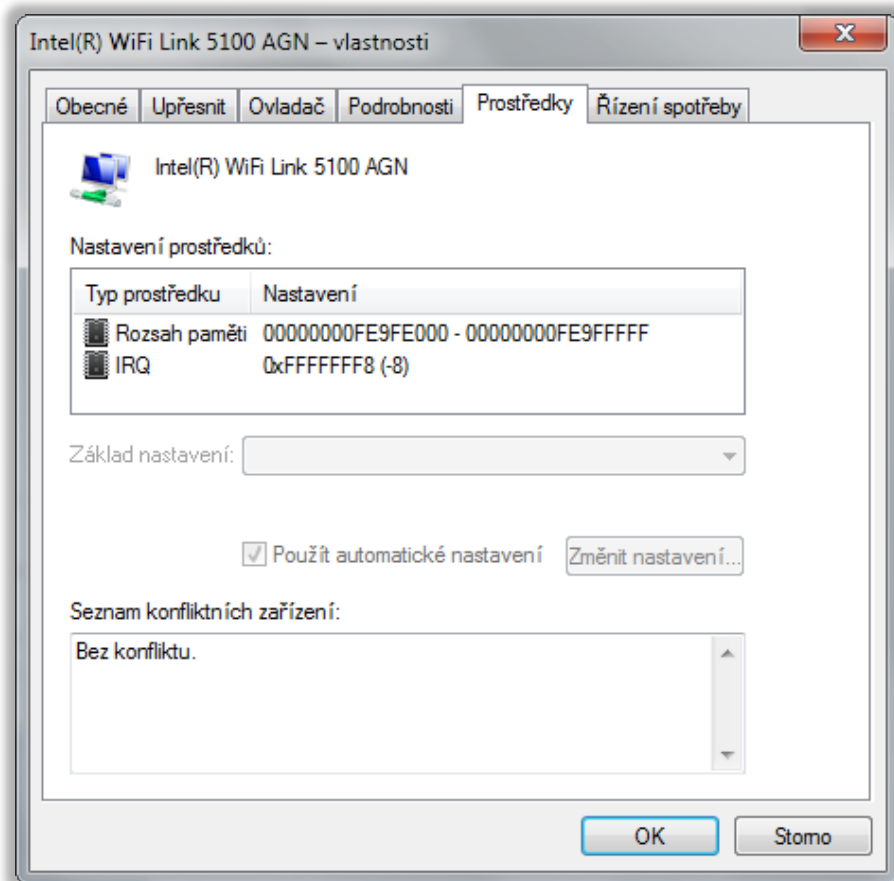 Intel(R) WiFi Link 5100 AGN – vlastnosti
Obecné Upřesnit Ovladač Podrobnosti Prostředky Řízení spotřeby
Intel(R) WiFi Link 5100 AGN
Nastavení prostředků:
Typ prostředku Nastavení
Rozsah paměti 00000000FE9FE000 - 00000000FE9FFFFF
IRQ 0xFFFFFFF8 (-8)
Základ nastavení:
Použít automatické nastavení Změnit nastavení...
Seznam konfliktních zařízení:
Bez konfliktu.
OK Storno